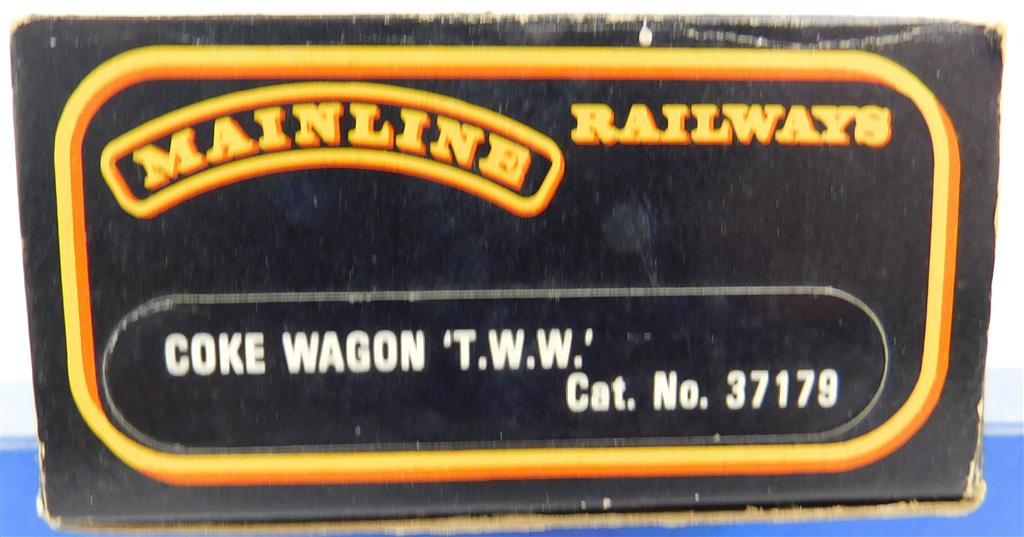 MAINLINE RAILWAYS
COKE WAGON 'T.W.W.'
Cat. No. 37179